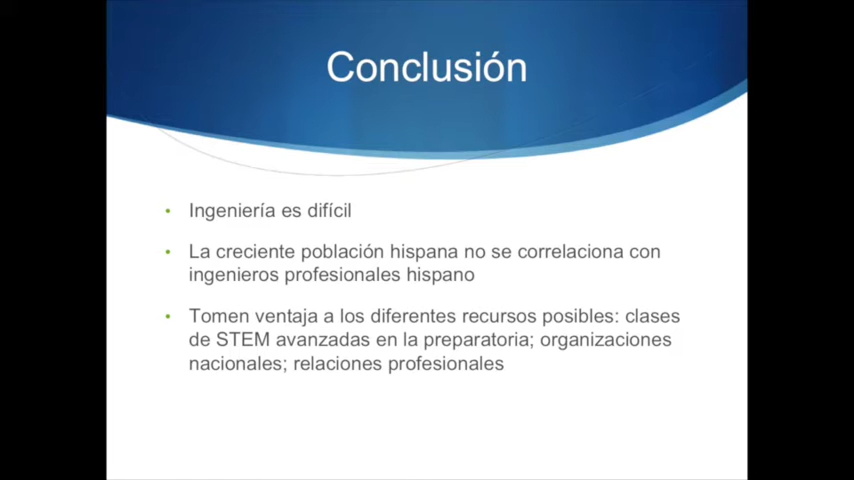 Conclusión
• Ingeniería es difícil
• La creciente población hispana no se correlaciona con
ingenieros profesionales hispano
• Tomen ventaja a los diferentes recursos posibles: clases
de STEM avanzadas en la preparatoria; organizaciones
nacionales; relaciones profesionales